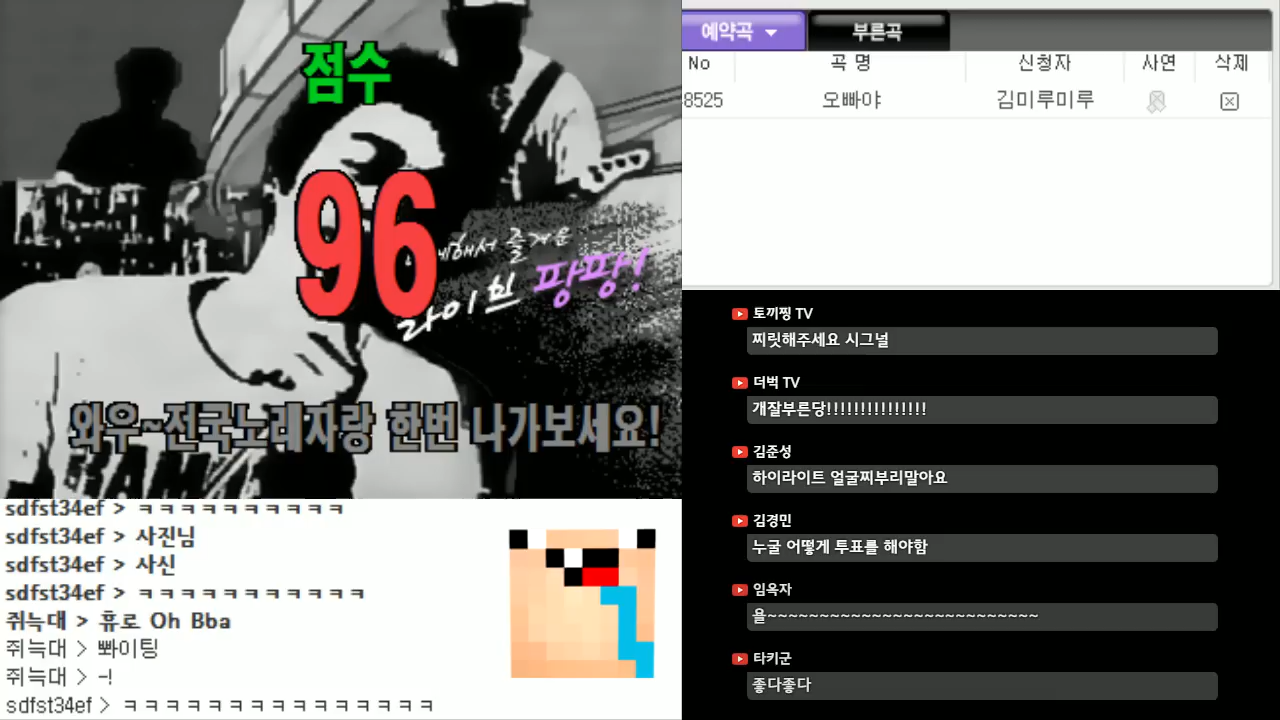 점수
96
에해서 즐거운
라이브 팡팡!
와우~전국노래자랑 한번 나가보세요!
예약곡 부른곡
No 곡 명 신청자 사연 삭제
8525 오빠야 김미루미루
토끼찡 TV
찌릿해주세요 시그널
더벅 TV
개잘부른당!!!!!!!!!!!!!!!
김준성
하이라이트 얼굴찌부리말아요
김경민
누굴 어떻게 투표를 해야함
임옥자
욜~~~~~~~~~~~~~~~~~~~~~~~~~~
타키군
좋다좋다
sdfst34ef > ㅋㅋㅋㅋㅋㅋㅋㅋㅋㅋ
sdfst34ef > 사진님
sdfst34ef > 사신
sdfst34ef > ㅋㅋㅋㅋㅋㅋㅋㅋㅋㅋㅋ
쥐늑대 > 휴로 Oh Bba
쥐늑대 > 뽜이팅
쥐늑대 > -!
sdfst34ef > ㅋㅋㅋㅋㅋㅋㅋㅋㅋㅋㅋㅋㅋㅋㅋ